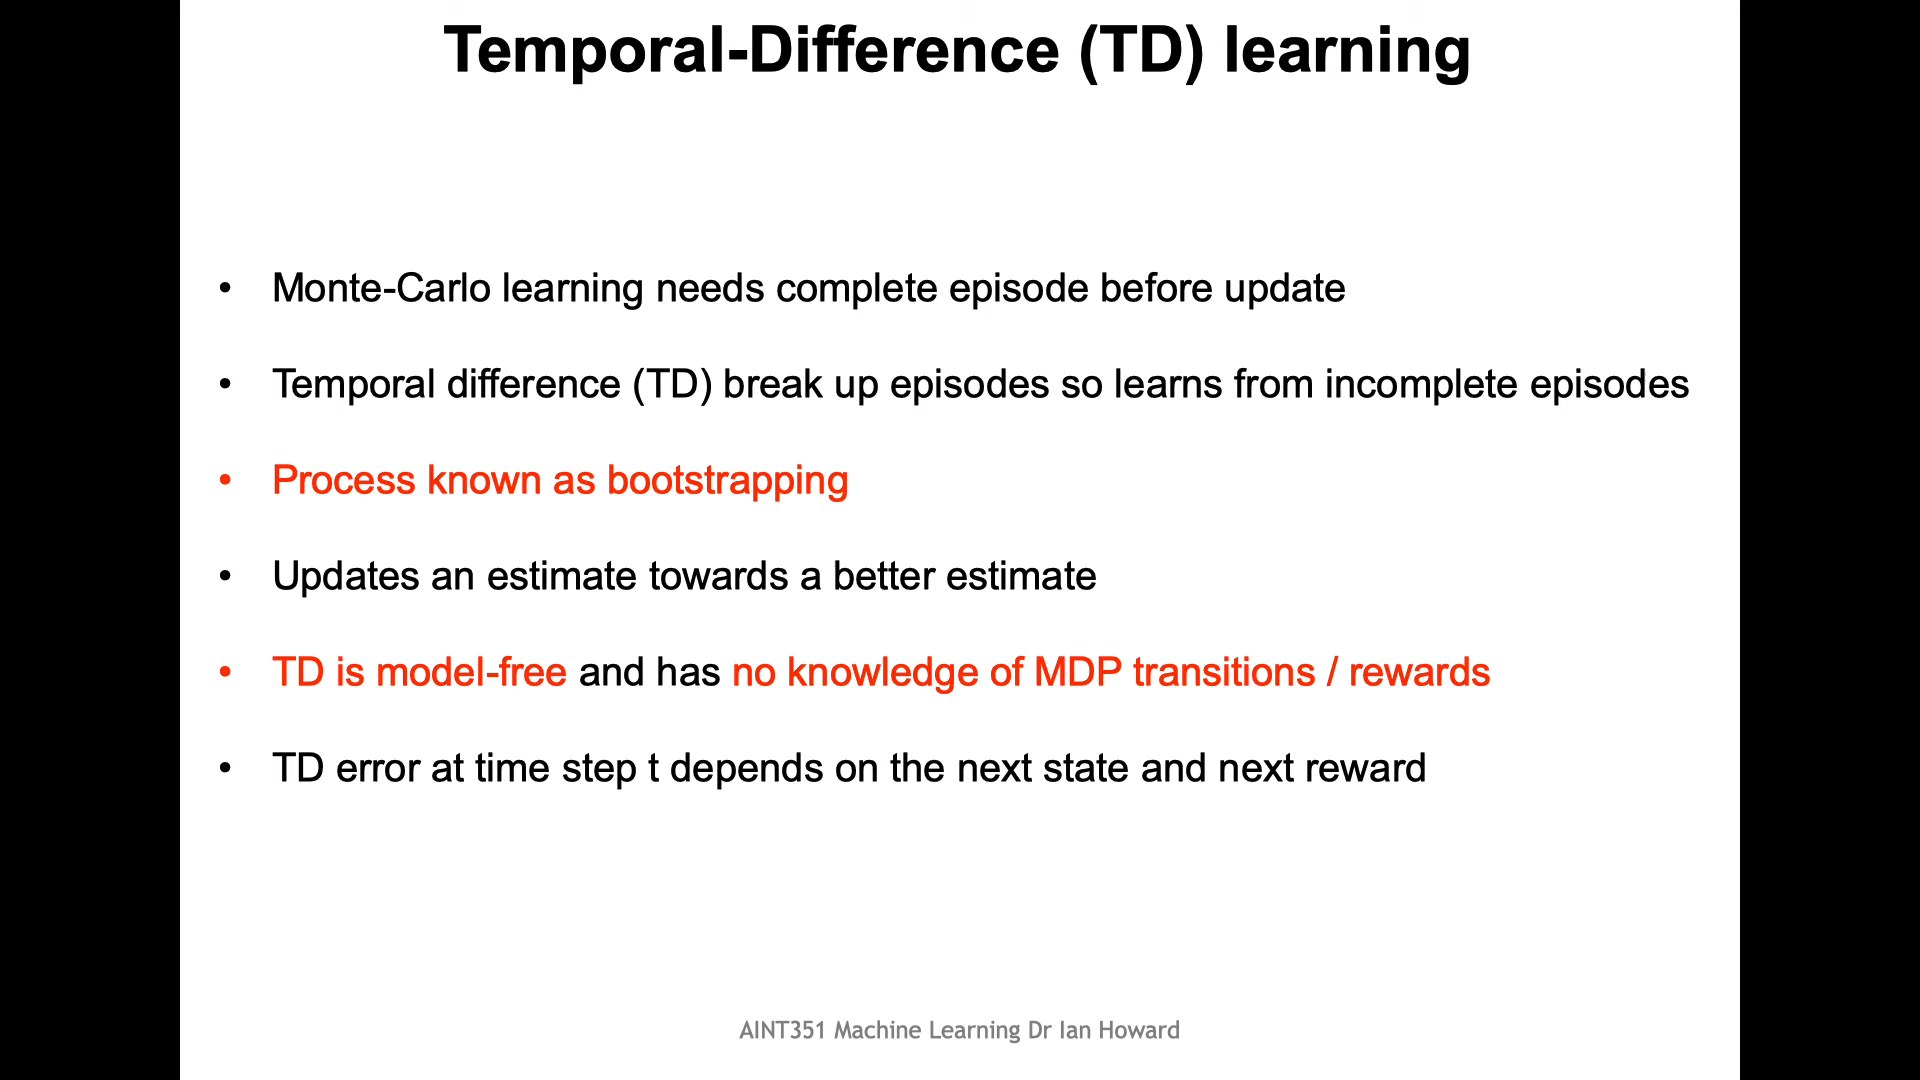 Temporal-Difference (TD) learning
• Monte-Carlo learning needs complete episode before update
• Temporal difference (TD) break up episodes so learns from incomplete episodes
• Process known as bootstrapping
• Updates an estimate towards a better estimate
• TD is model-free and has no knowledge of MDP transitions / rewards
• TD error at time step t depends on the next state and next reward
AINT351 Machine Learning Dr Ian Howard